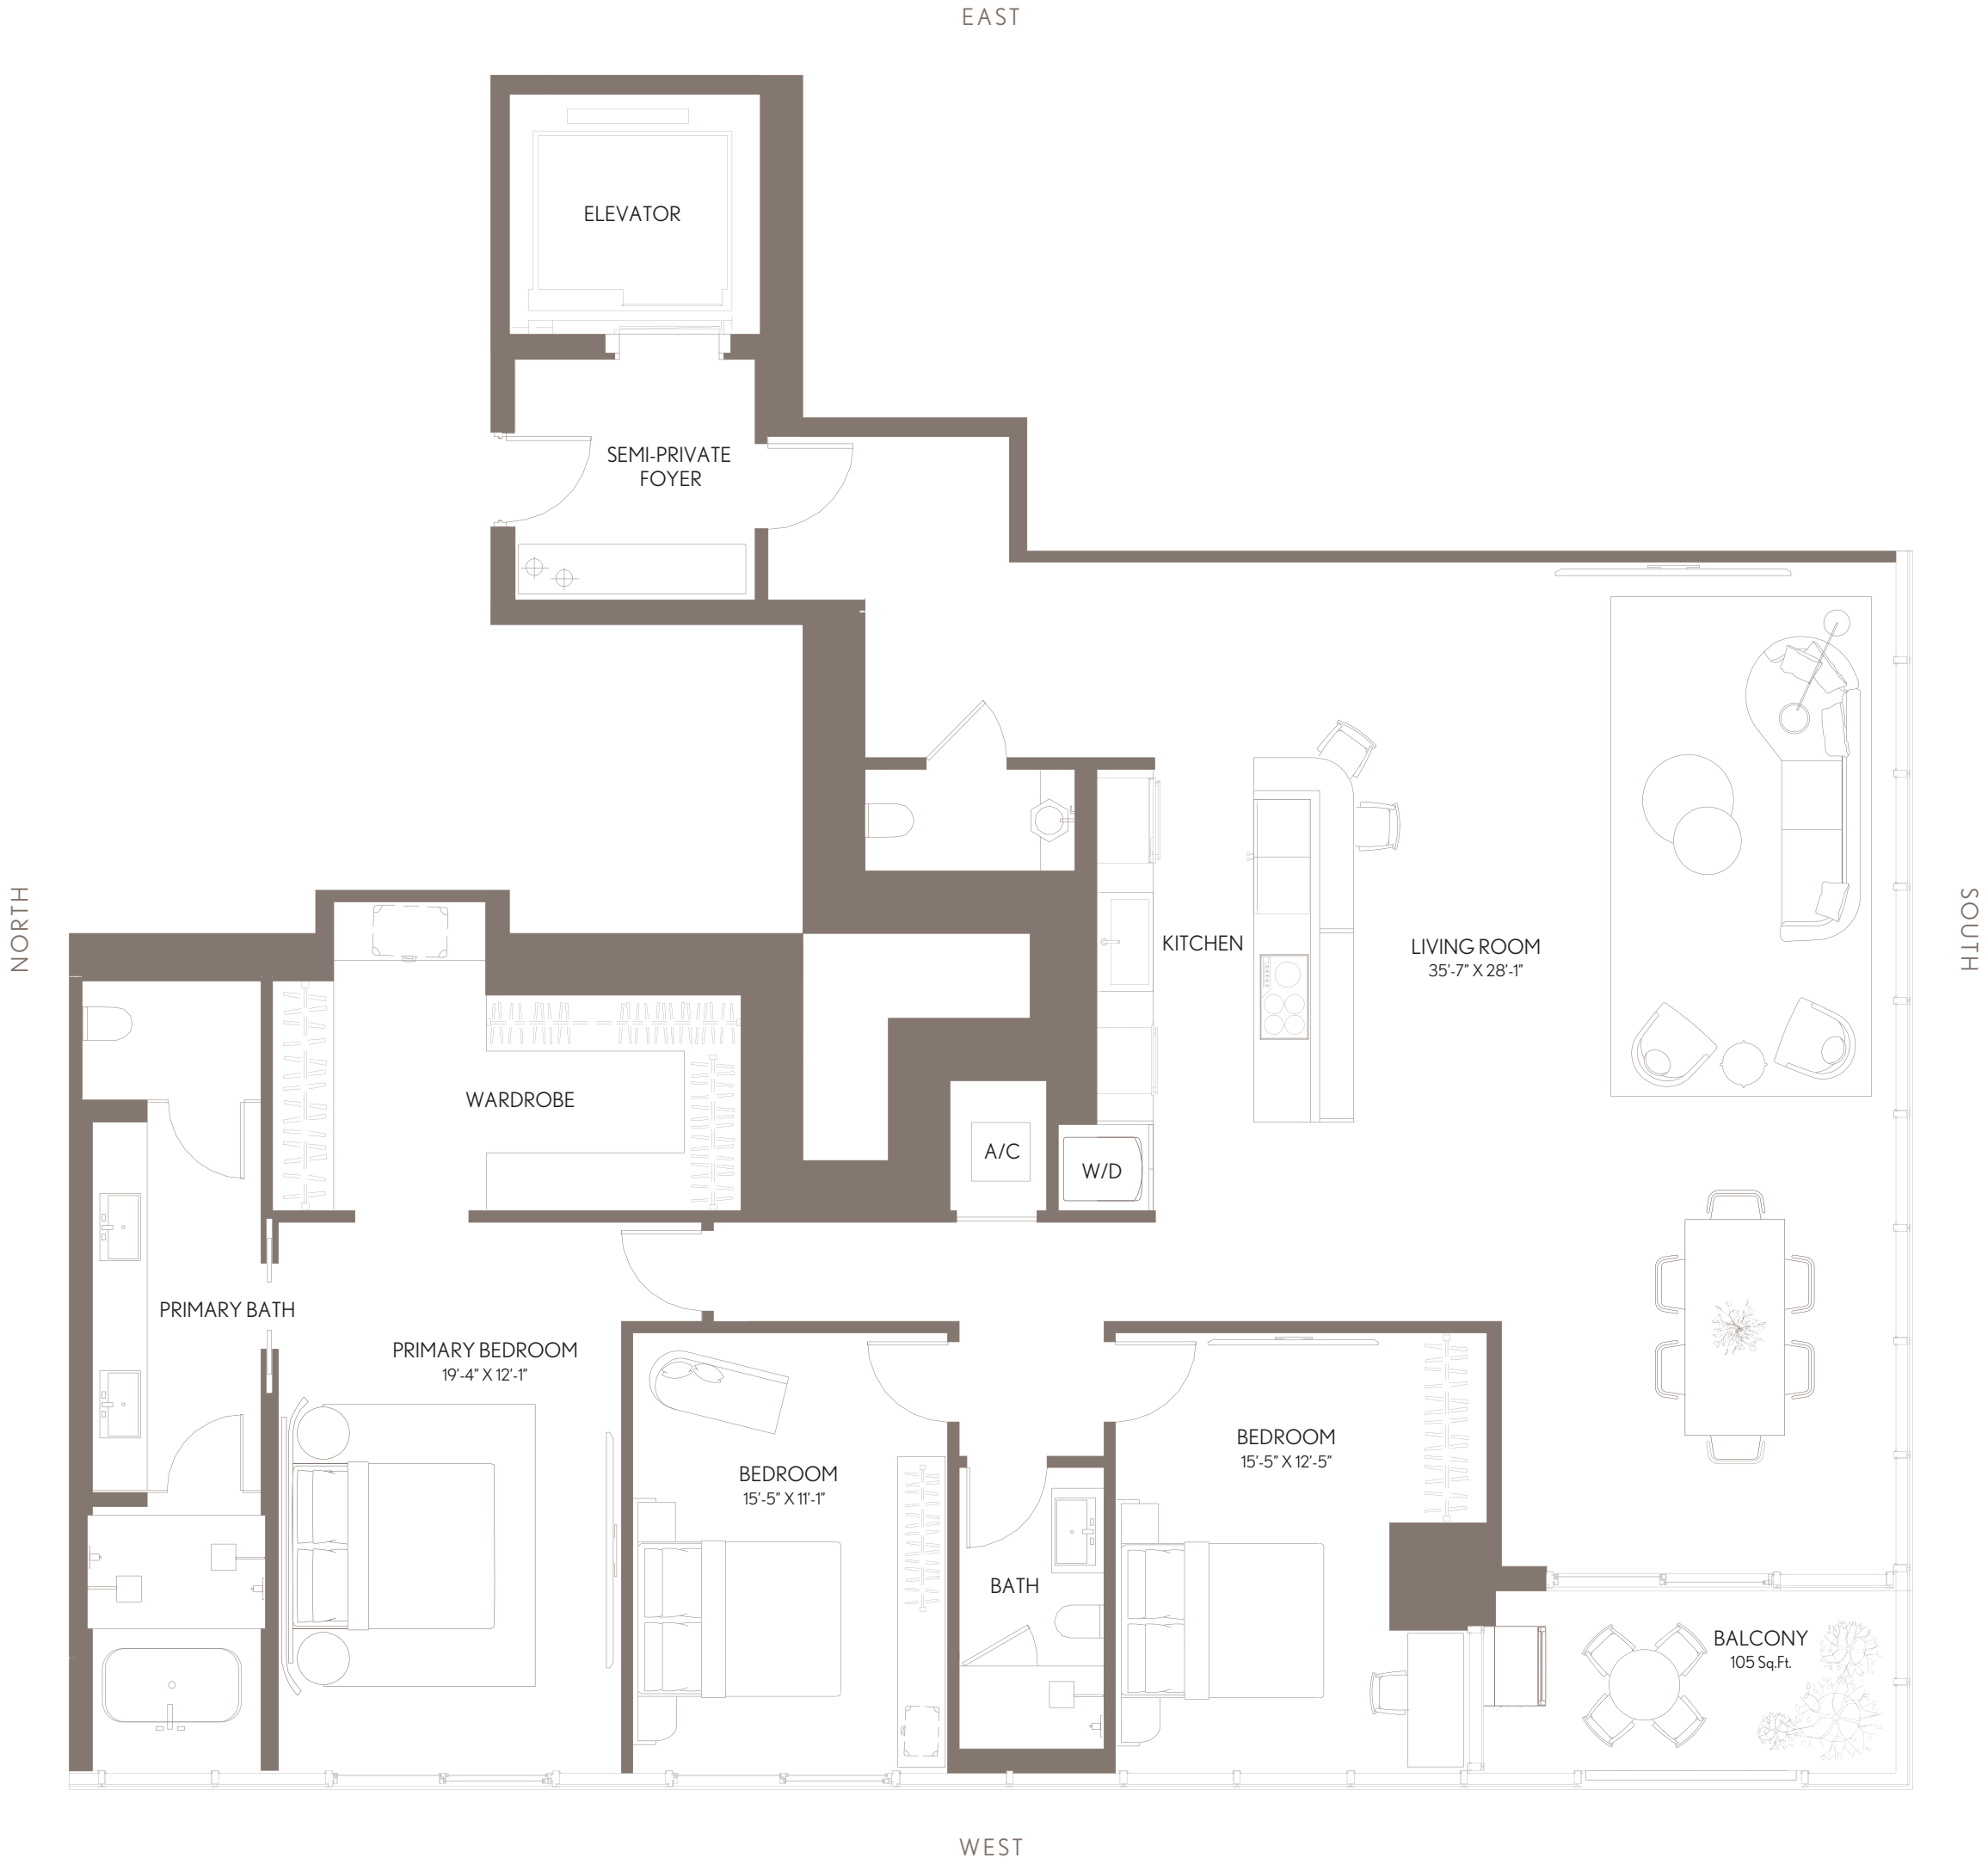 EAST
ELEVATOR
SEMI-PRIVATE
FOYER
NORTH
SOUTH
KITCHEN
LIVING ROOM
35'-7" X 28'-1"
WARDROBE
A/C
W/D
PRIMARY BATH
PRIMARY BEDROOM
19'-4" X 12'-1"
BEDROOM
15'-5" X 11'-1"
BEDROOM
15'-5" X 12'-5"
BATH
BALCONY
105 Sq.Ft.
WEST